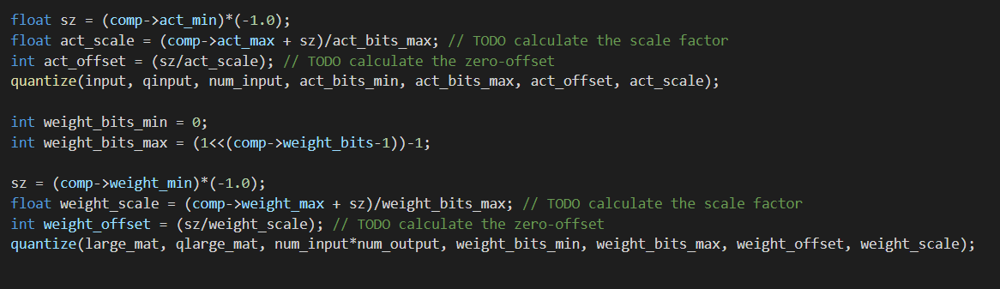 float sz = (comp->act_min)*(-1.0);
float act_scale = (comp->act_max + sz)/act_bits_max; // TODO calculate the scale factor
int act_offset = (sz/act_scale); // TODO calculate the zero-offset
quantize(input, qinput, num_input, act_bits_min, act_bits_max, act_offset, act_scale);

int weight_bits_min = 0;
int weight_bits_max = (1<<(comp->weight_bits-1))-1;

sz = (comp->weight_min)*(-1.0);
float weight_scale = (comp->weight_max + sz)/weight_bits_max; // TODO calculate the scale factor
int weight_offset = (sz/weight_scale); // TODO calculate the zero-offset
quantize(large_mat, qlarge_mat, num_input*num_output, weight_bits_min, weight_bits_max, weight_offset, weight_scale);